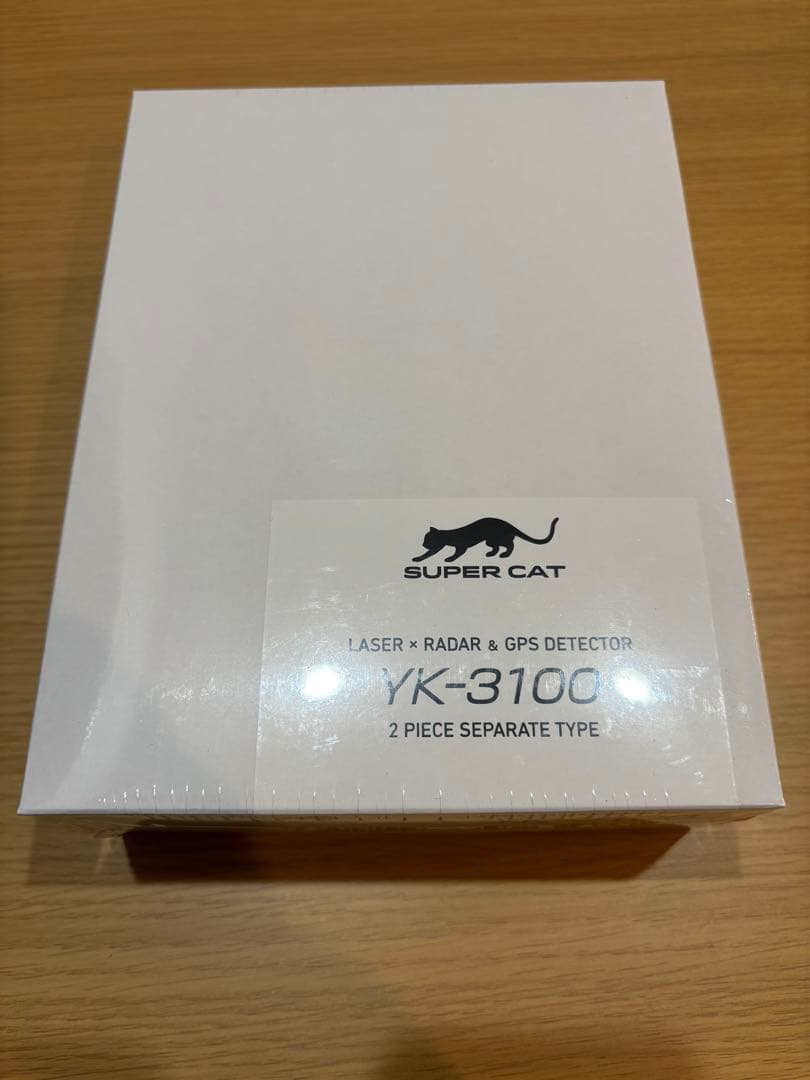 SUPER CAT
LASER × RADAR & GPS DETECTOR
YK-3100
2 PIECE SEPARATE TYPE